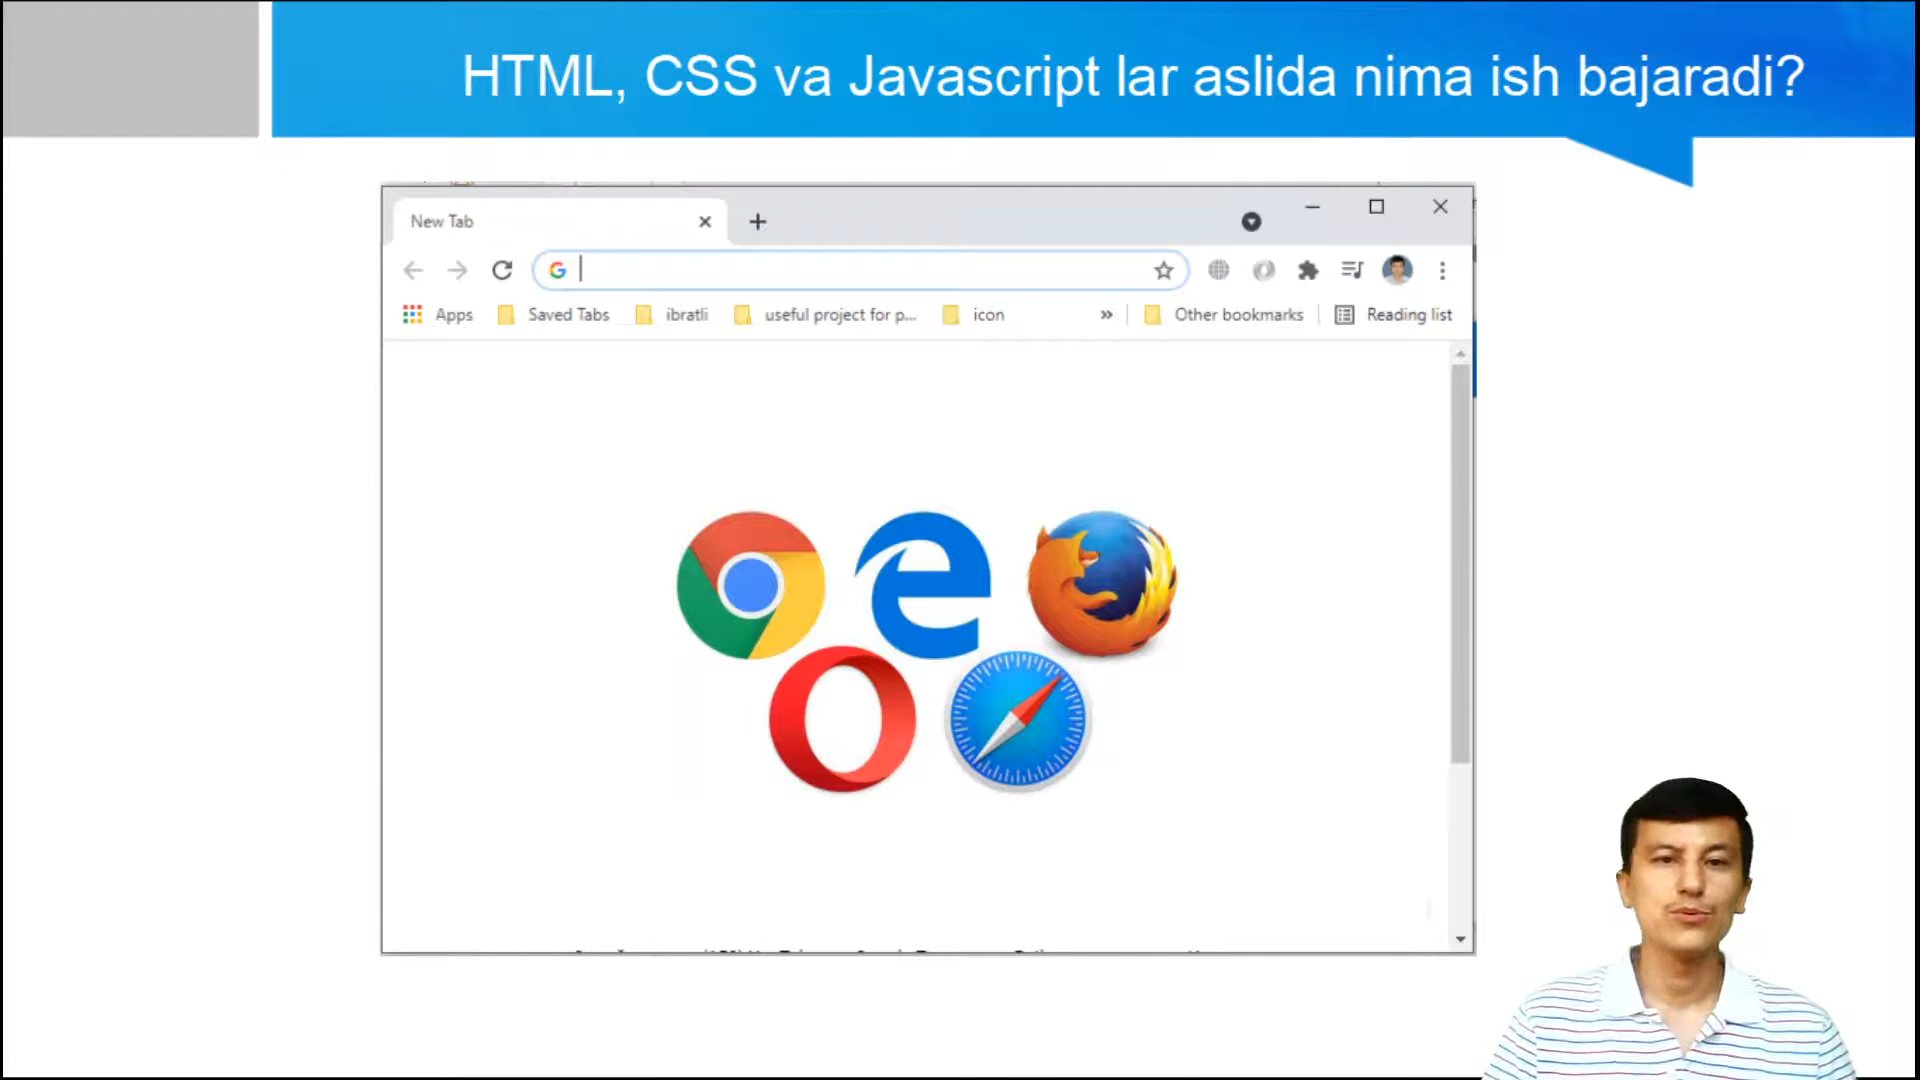 HTML, CSS va Javascript lar aslida nima ish bajaradi?
New Tab
Apps Saved Tabs ibratli useful project for p... icon » Other bookmarks Reading list